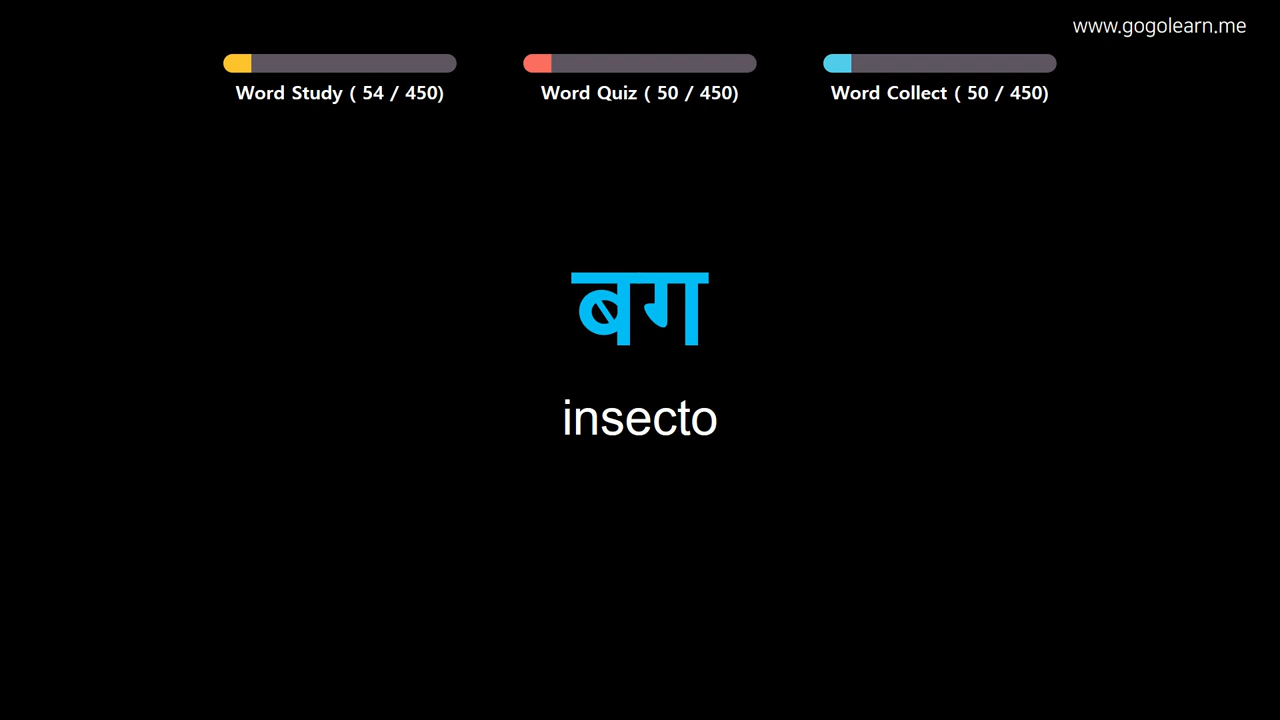 www.gogolearn.me
Word Study ( 54 / 450)
Word Quiz ( 50 / 450)
Word Collect ( 50 / 450)
बग
insecto